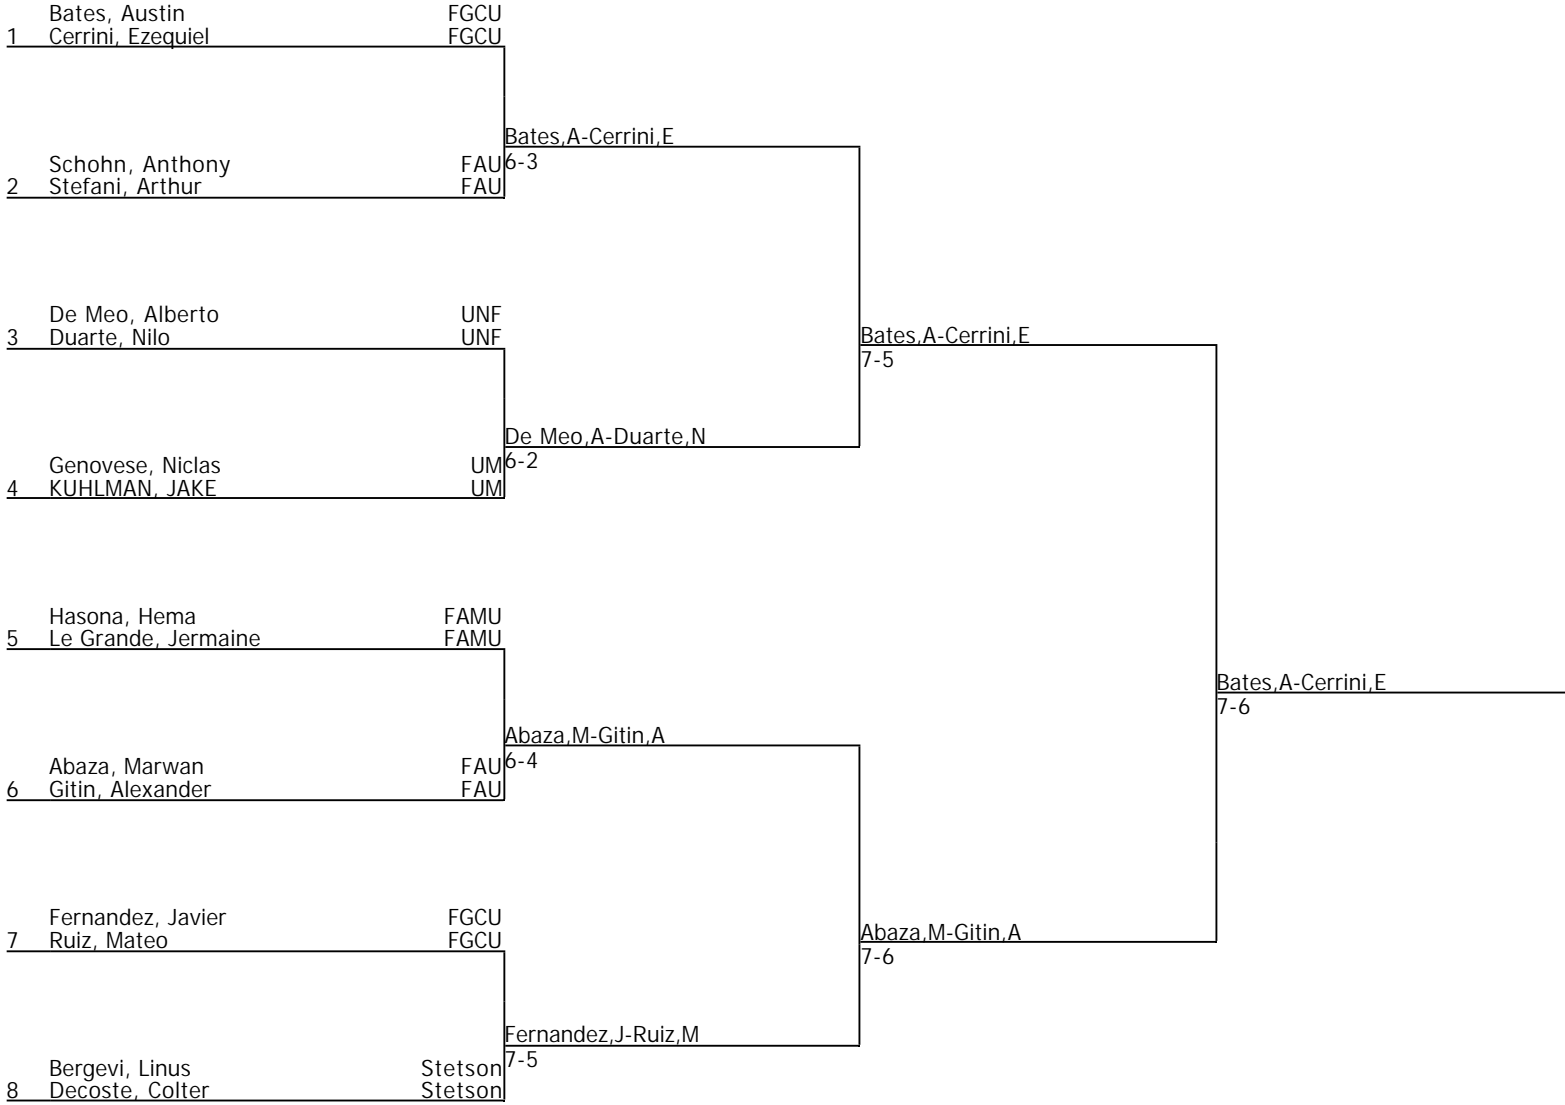 Bates, Austin FGCU
1 Cerrini, Ezequiel FGCU
Bates,A-Cerrini,E
6-3
Schohn, Anthony FAU
2 Stefani, Arthur FAU
De Meo, Alberto UNF
3 Duarte, Nilo UNF
Bates,A-Cerrini,E
7-5
De Meo,A-Duarte,N
6-2
Genovese, Niclas UM
4 KUHLMAN, JAKE UM
Hasona, Hema FAMU
5 Le Grande, Jermaine FAMU
Bates,A-Cerrini,E
7-6
Abaza,M-Gitin,A
6-4
Abaza, Marwan FAU
6 Gitin, Alexander FAU
Fernandez, Javier FGCU
7 Ruiz, Mateo FGCU
Abaza,M-Gitin,A
7-6
Fernandez,J-Ruiz,M
7-5
Bergevi, Linus Stetson
8 Decoste, Colter Stetson